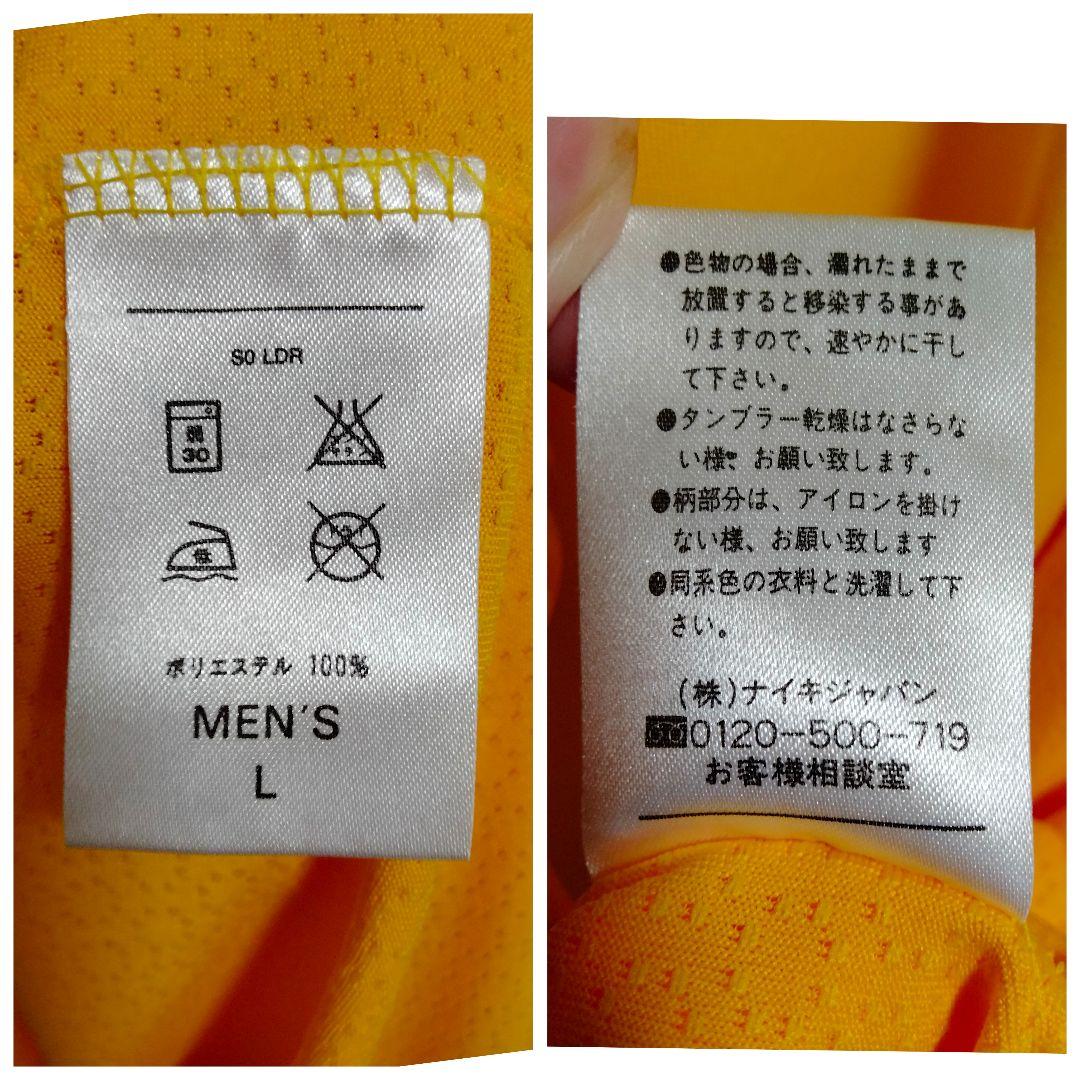 SO LDR
弱
30
ポリエステル 100%
MEN'S
L
●色物の場合、濡れたままで
放置すると移染する事があ
りますので、速やかに干し
て下さい。
●タンブラー乾燥はなさらな
い様、お願い致します。
●柄部分は、アイロンを掛け
ない様、お願い致します
●同系色の衣料と洗濯して下
さい。
(株)ナイキジャパン
0120-500-719
お客様相談室